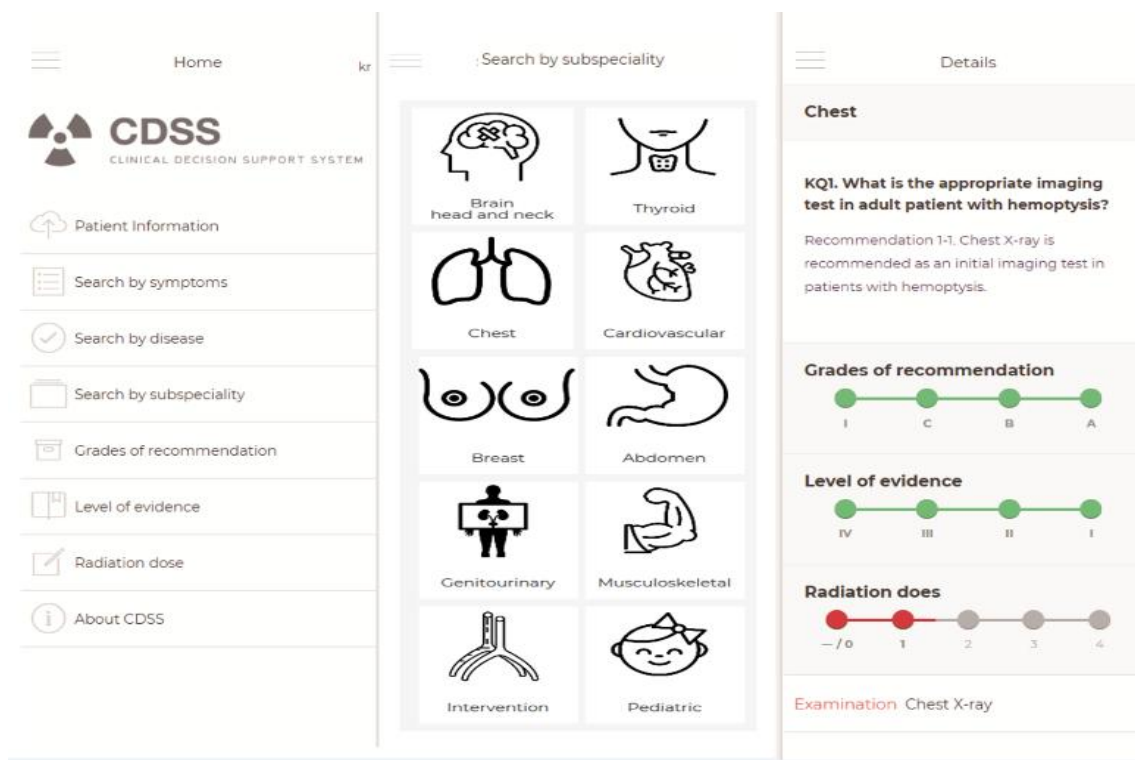 Home
kr
CDSS
CLINICAL DECISION SUPPORT SYSTEM
Patient Information
Search by symptoms
Search by disease
Search by subspeciality
Grades of recommendation
Level of evidence
Radiation dose
About CDSS
Search by subspeciality
Brain
head and neck
Thyroid
Chest
Cardiovascular
Breast
Abdomen
Genitourinary
Musculoskeletal
Intervention
Pediatric
Details
Chest
KQ1. What is the appropriate imaging
test in adult patient with hemoptysis?
Recommendation 1-1. Chest X-ray is
recommended as an initial imaging test in
patients with hemoptysis.
Grades of recommendation
I C B A
Level of evidence
IV III II I
Radiation does
—/0 1 2 3 4
Examination Chest X-ray